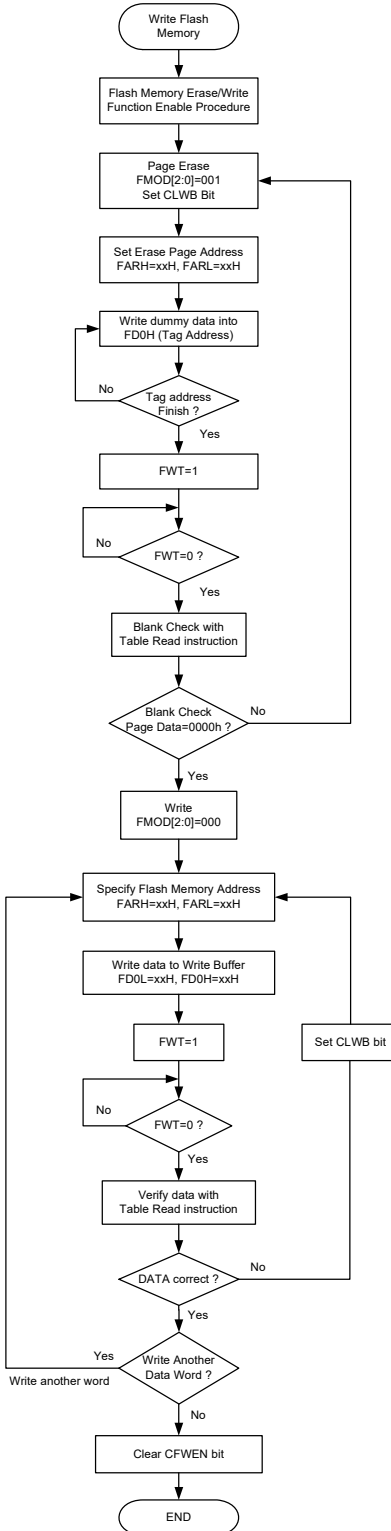 Write Flash
Memory
Flash Memory Erase/Write
Function Enable Procedure
Page Erase
FMOD[2:0]=001
Set CLWB Bit
Set Erase Page Address
FARH=xxH, FARL=xxH
Write dummy data into
FD0H (Tag Address)
No
Tag address
Finish ?
Yes
FWT=1
No
FWT=0 ?
Yes
Blank Check with
Table Read instruction
Blank Check
Page Data=0000h ?
No
Yes
Write
FMOD[2:0]=000
Specify Flash Memory Address
FARH=xxH, FARL=xxH
Write data to Write Buffer
FD0L=xxH, FD0H=xxH
FWT=1
Set CLWB bit
No
FWT=0 ?
Yes
Verify data with
Table Read instruction
DATA correct ?
No
Yes
Yes
Write another word
Write Another
Data Word ?
No
Clear CFWEN bit
END